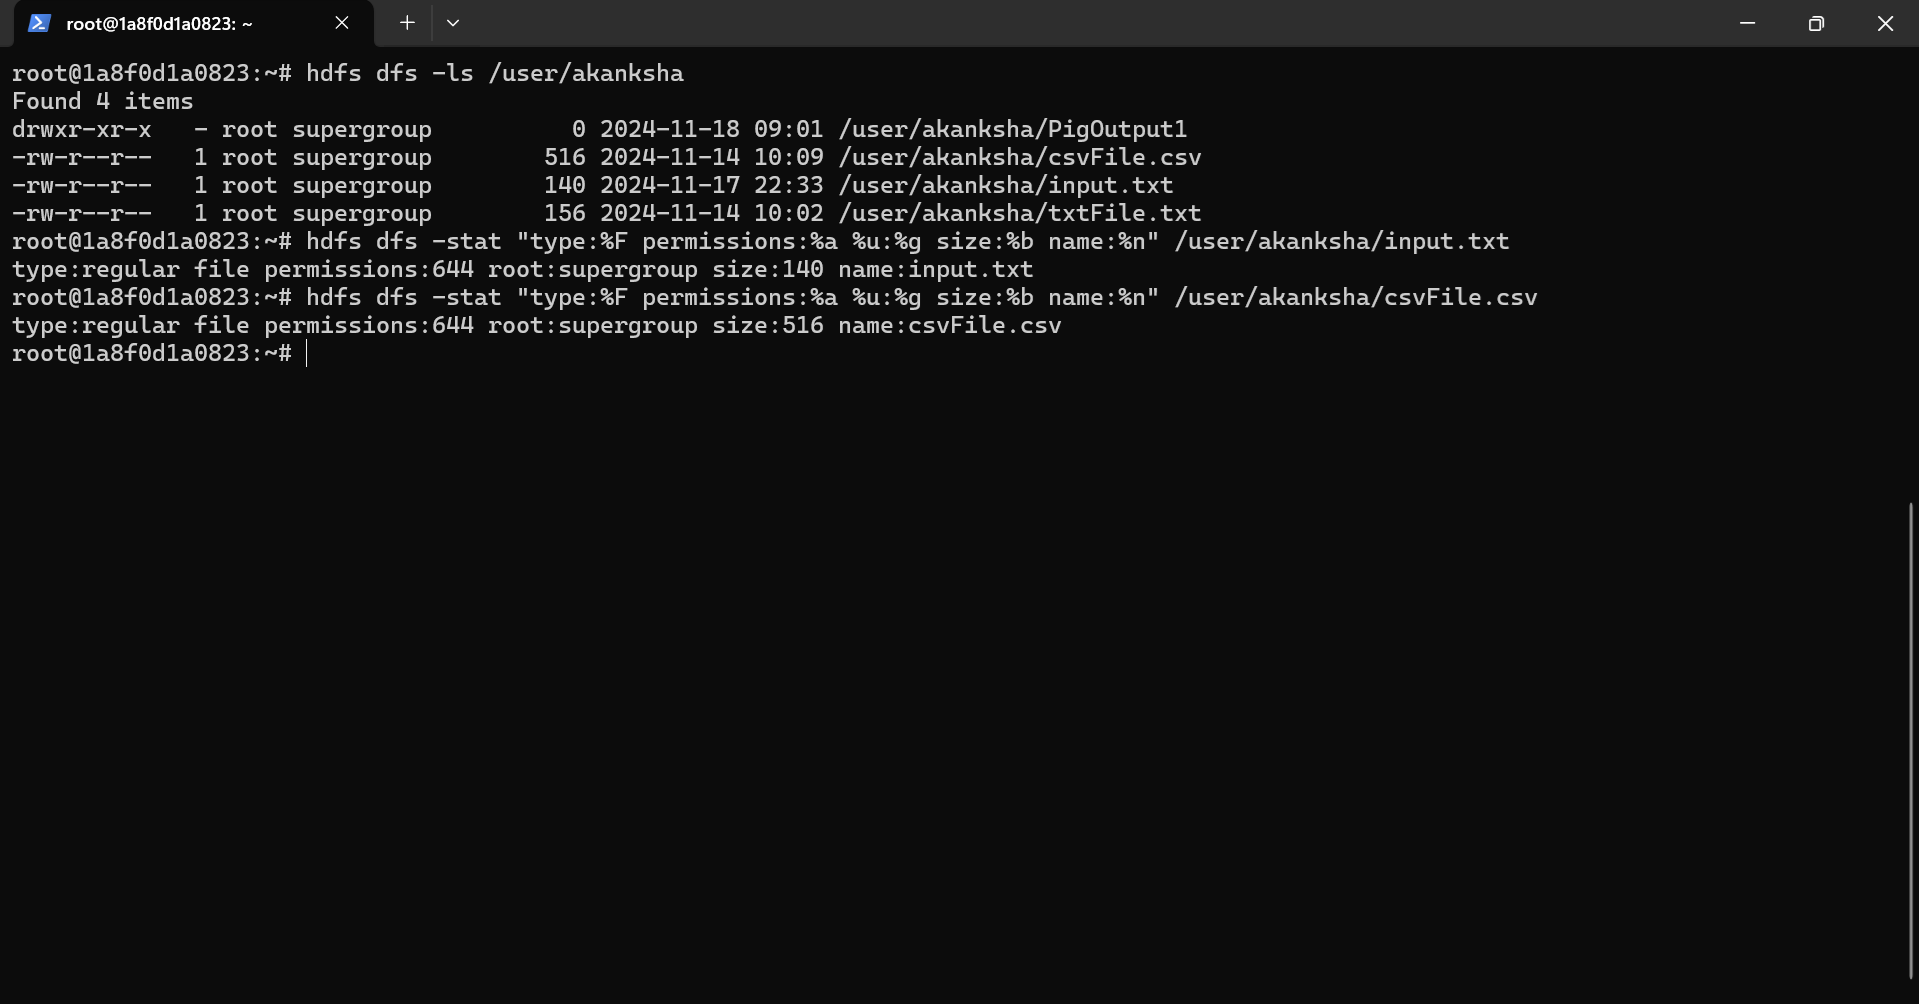 root@1a8f0d1a0823: ~
root@1a8f0d1a0823:~# hdfs dfs -ls /user/akanksha
Found 4 items
drwxr-xr-x   - root supergroup          0 2024-11-18 09:01 /user/akanksha/PigOutput1
-rw-r--r--   1 root supergroup        516 2024-11-14 10:09 /user/akanksha/csvFile.csv
-rw-r--r--   1 root supergroup        140 2024-11-17 22:33 /user/akanksha/input.txt
-rw-r--r--   1 root supergroup        156 2024-11-14 10:02 /user/akanksha/txtFile.txt
root@1a8f0d1a0823:~# hdfs dfs -stat "type:%F permissions:%a %u:%g size:%b name:%n" /user/akanksha/input.txt
type:regular file permissions:644 root:supergroup size:140 name:input.txt
root@1a8f0d1a0823:~# hdfs dfs -stat "type:%F permissions:%a %u:%g size:%b name:%n" /user/akanksha/csvFile.csv
type:regular file permissions:644 root:supergroup size:516 name:csvFile.csv
root@1a8f0d1a0823:~#